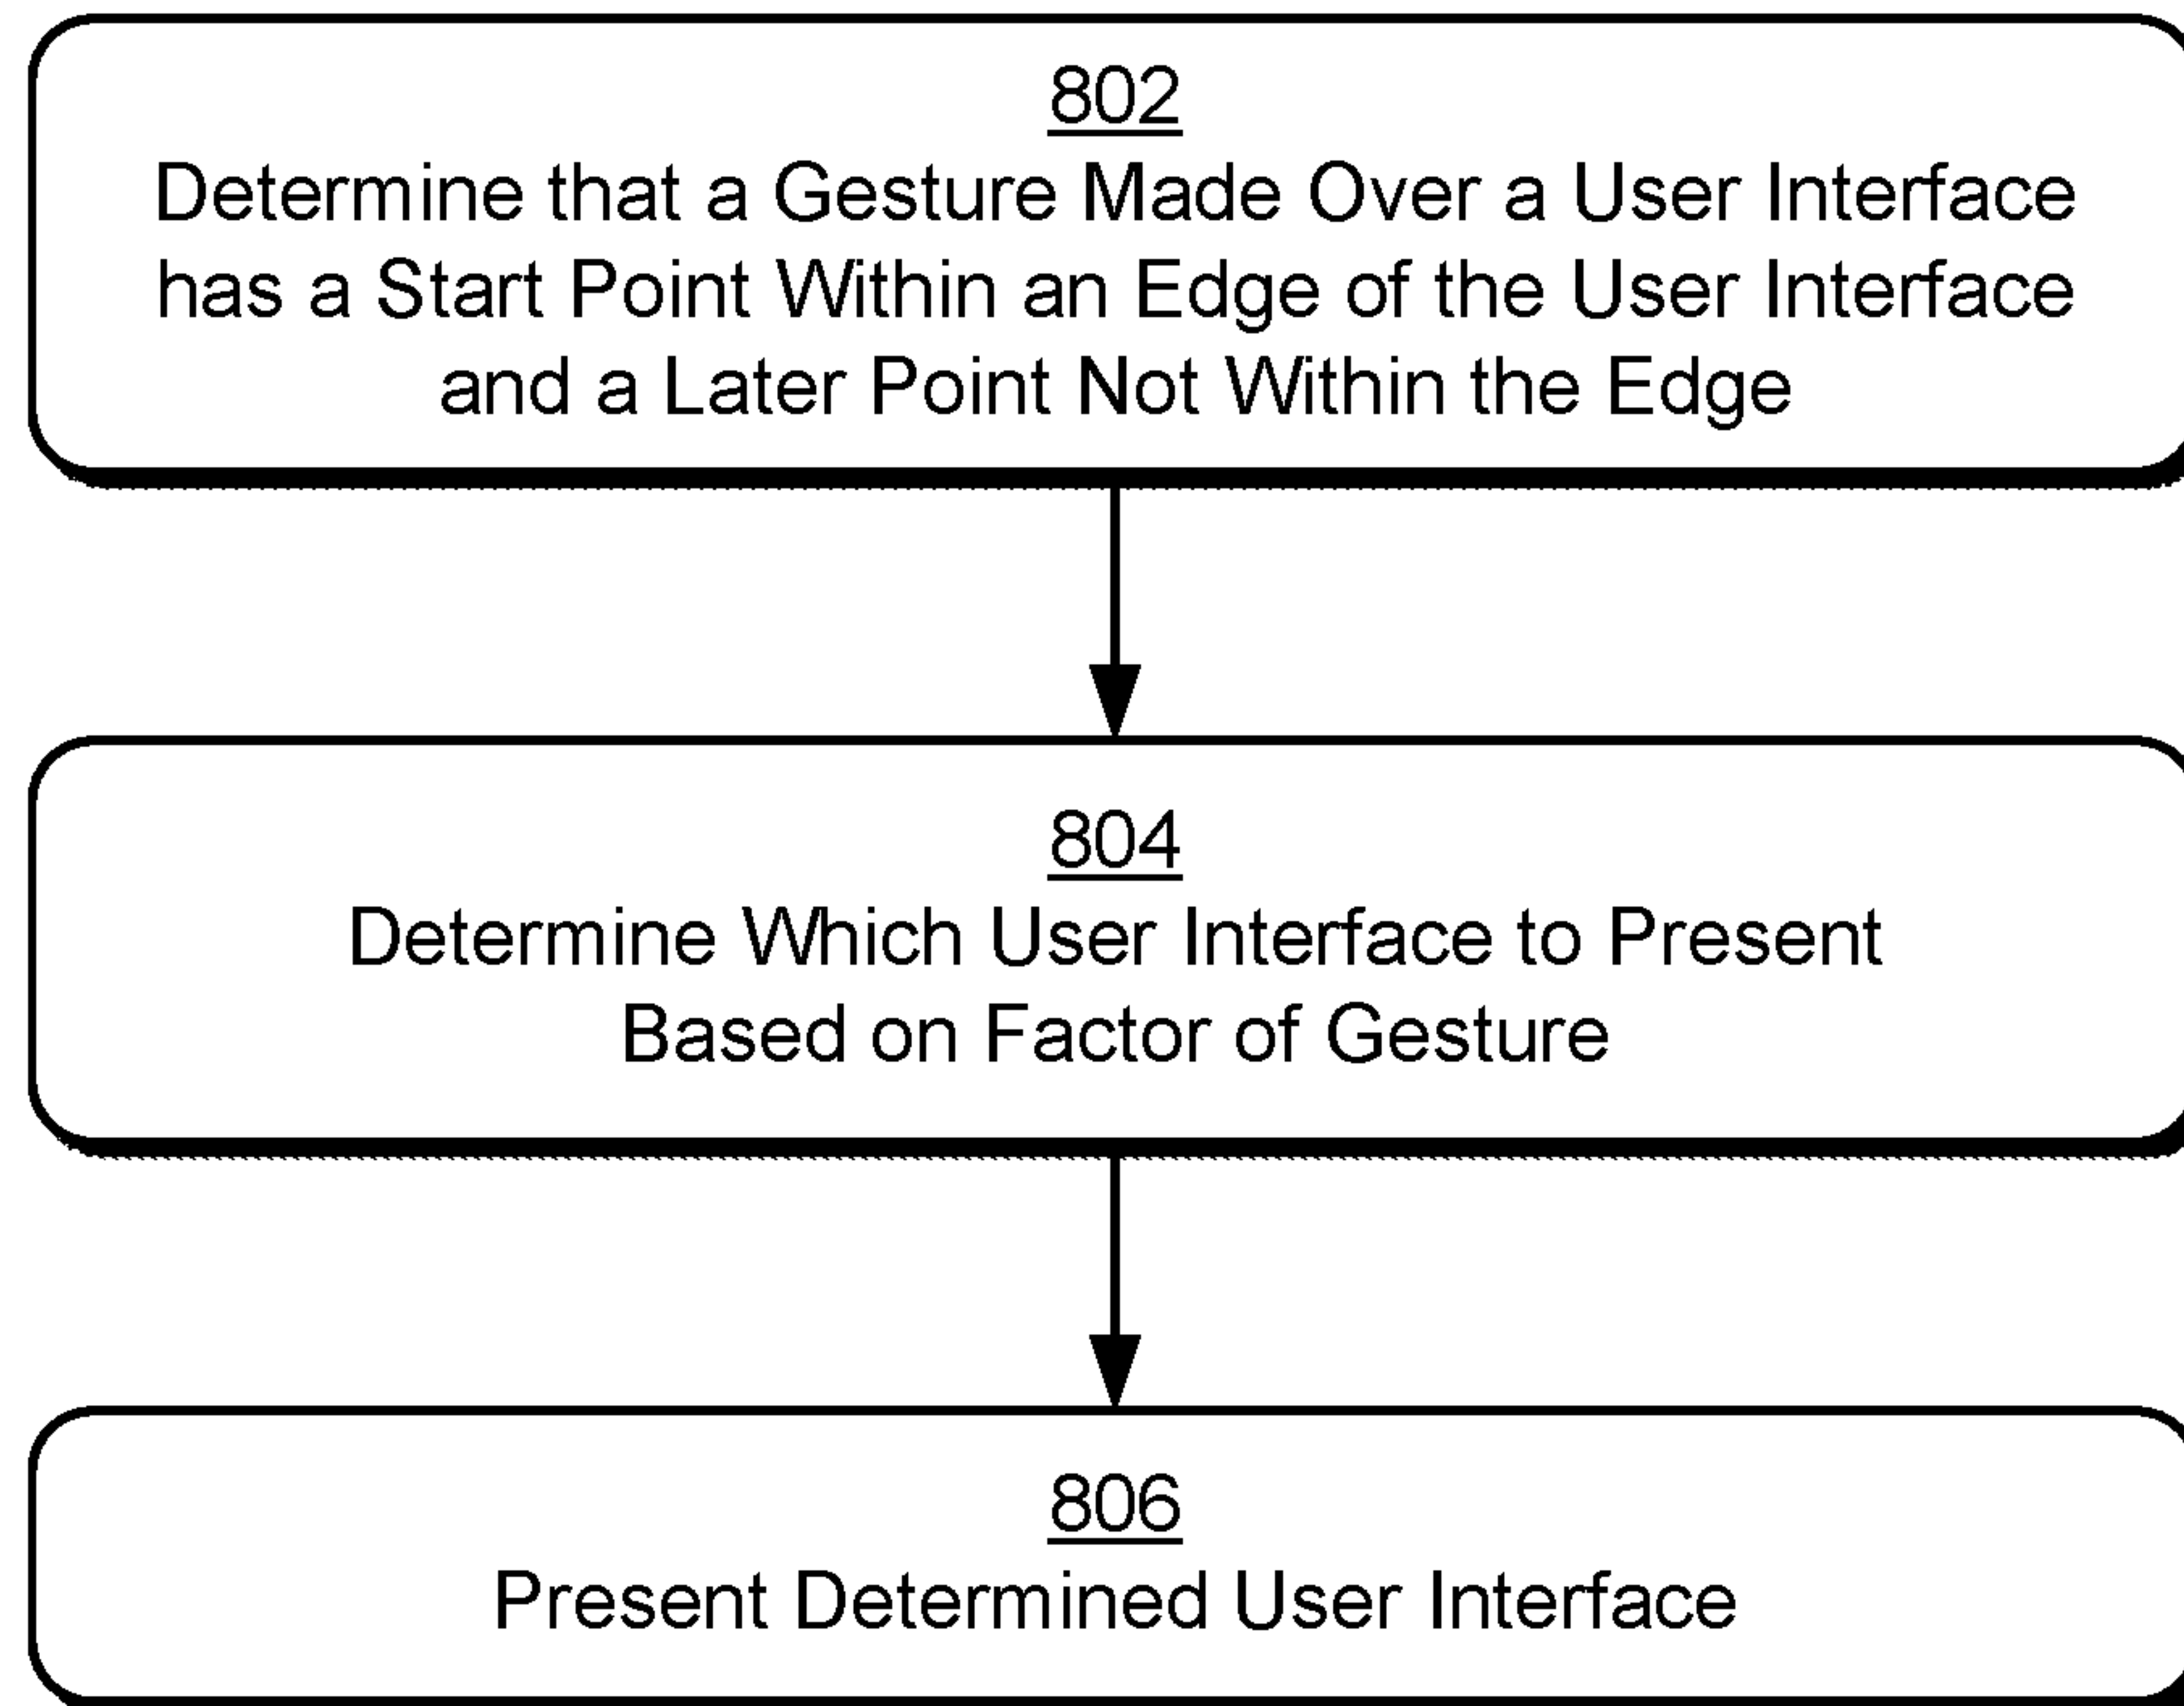 802
Determine that a Gesture Made Over a User Interface
has a Start Point Within an Edge of the User Interface
and a Later Point Not Within the Edge
804
Determine Which User Interface to Present
Based on Factor of Gesture
806
Present Determined User Interface